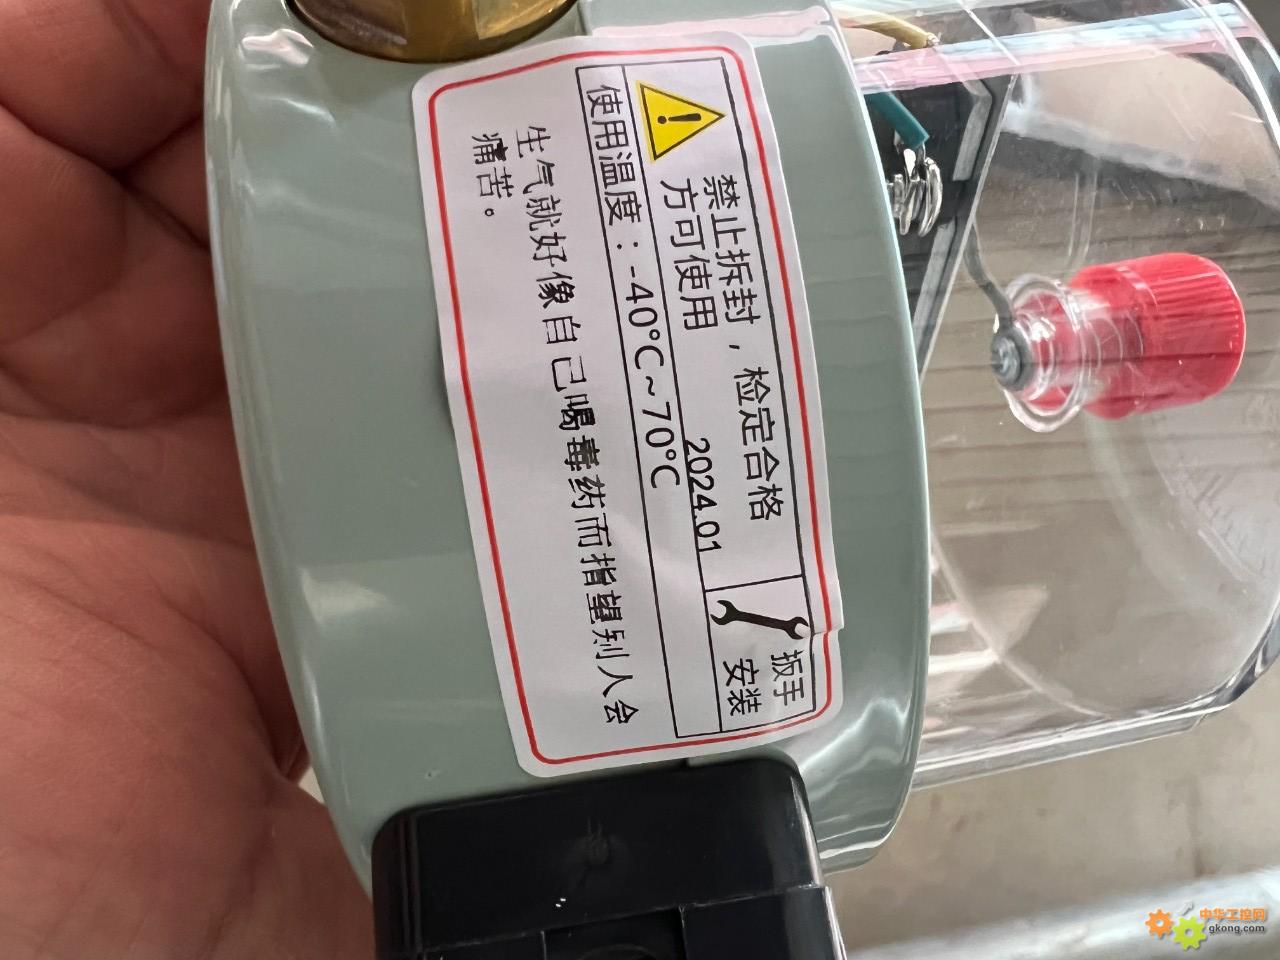 禁止拆封，检定合格
方可使用
2024.01
扳手
安装
使用温度：-40°C~70°C
生气就好像自己喝毒药而指望别人会
痛苦。
中华工控网
gkong.com